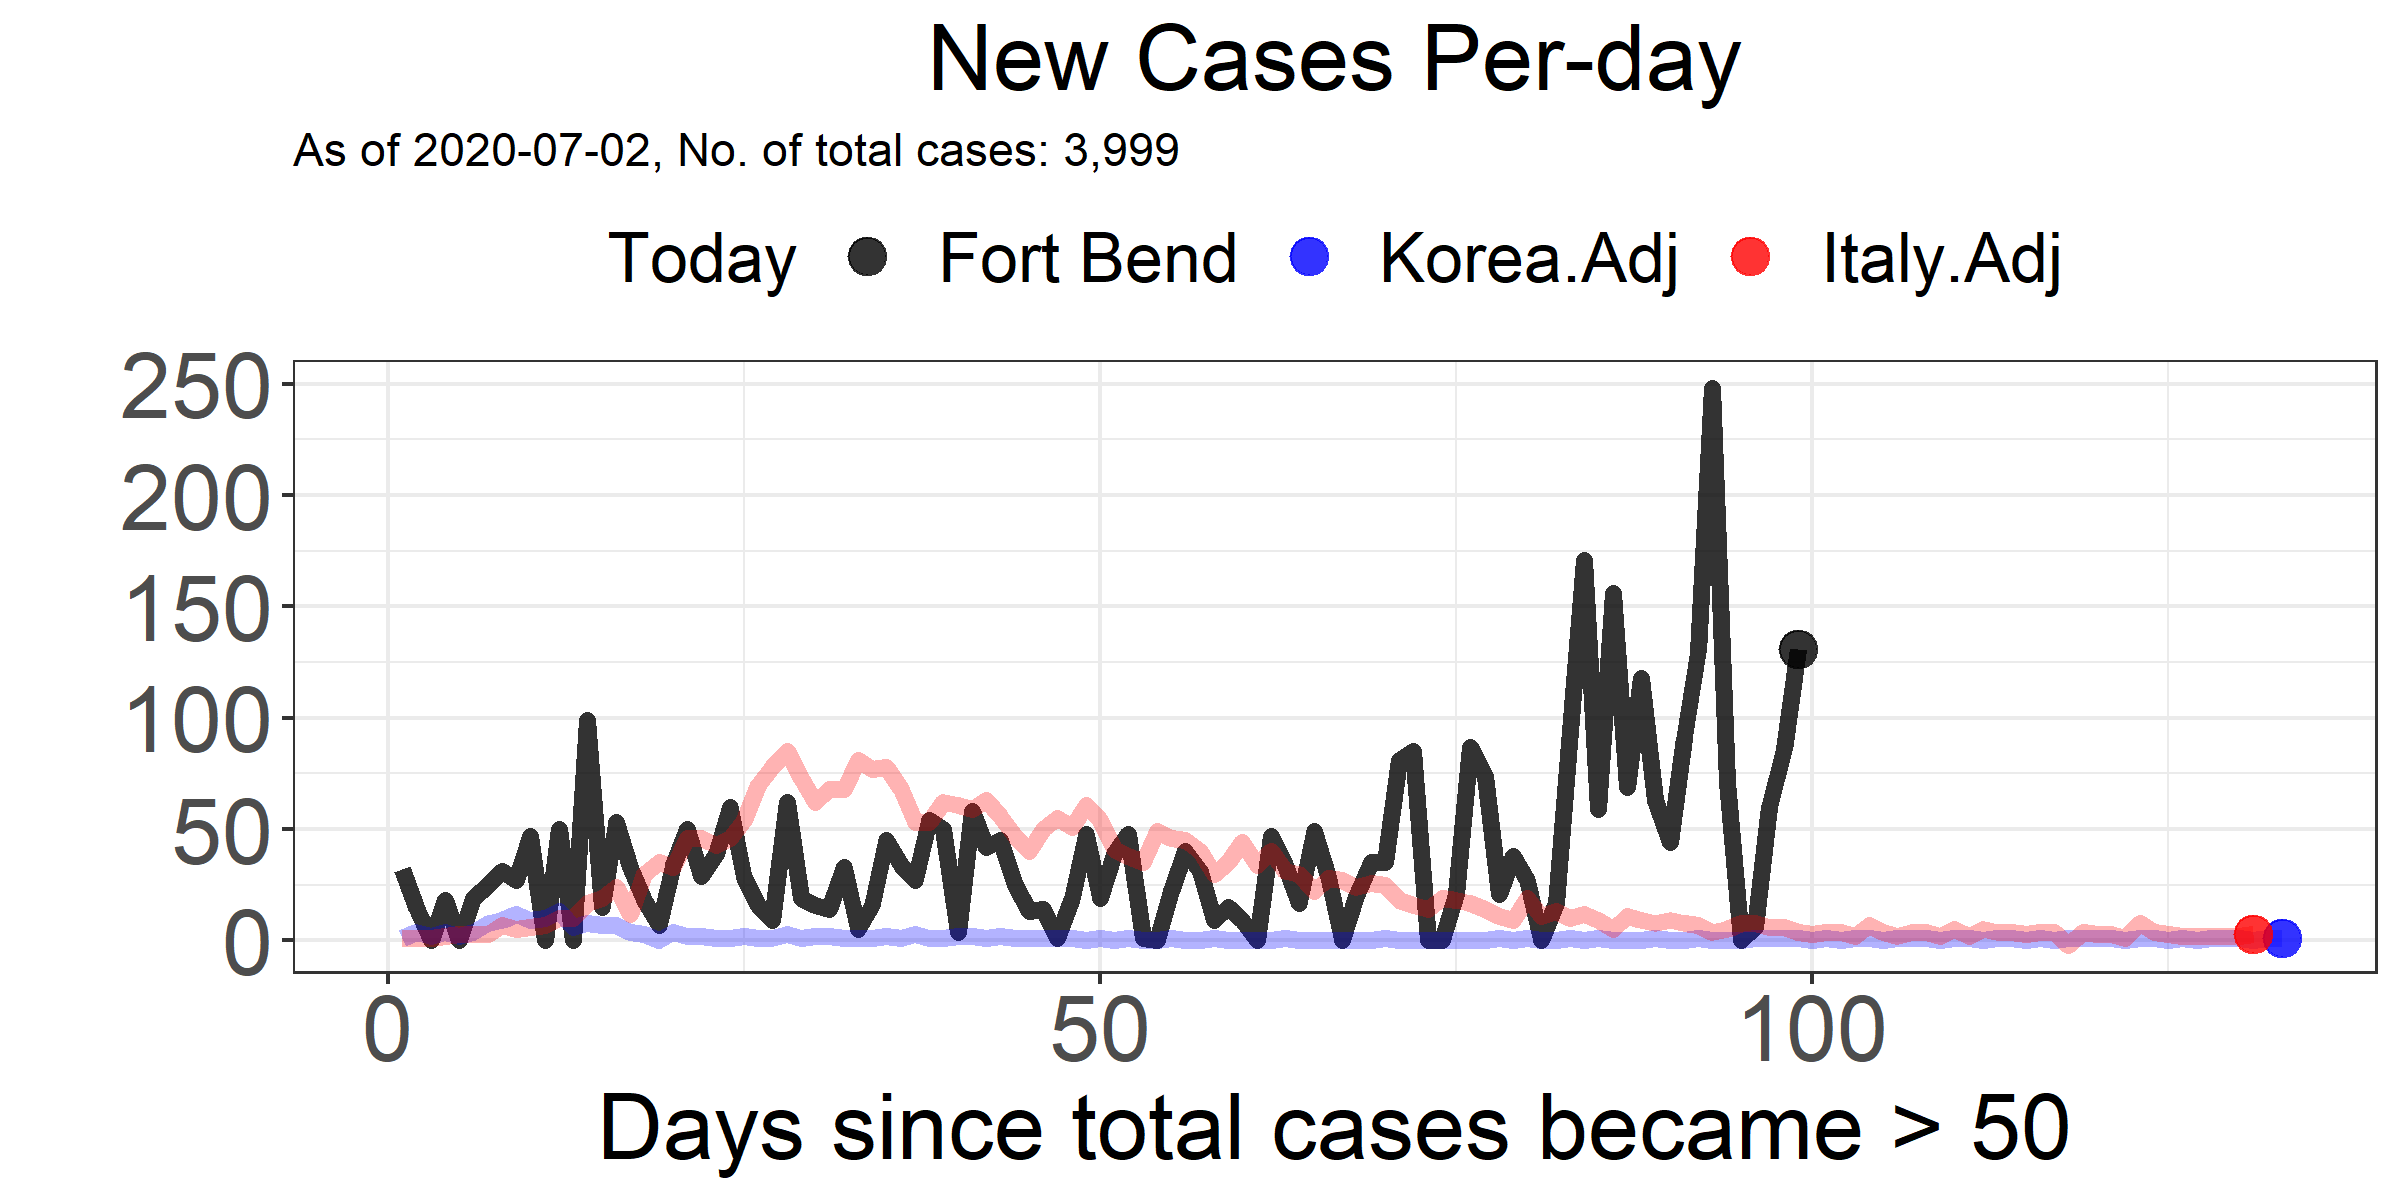 New Cases Per-day
As of 2020-07-02, No. of total cases: 3,999
Today Fort Bend Korea.Adj Italy.Adj
250
200
150
100
50
0
0 50 100
Days since total cases became > 50